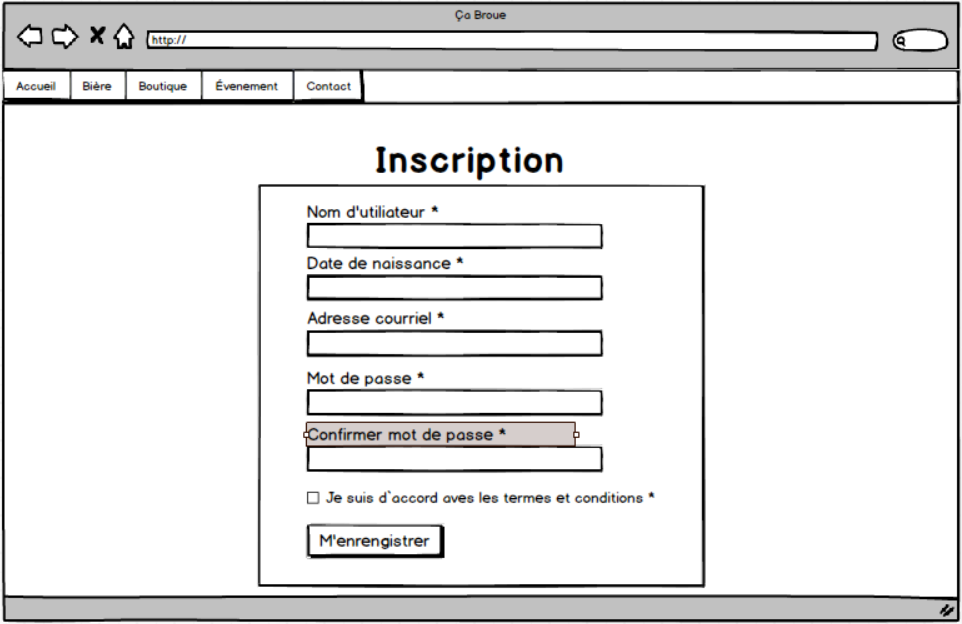 Ça Broue
http://
Accueil Bière Boutique Évenement Contact
Inscription
Nom d'utiliateur *
Date de naissance *
Adresse courriel *
Mot de passe *
Confirmer mot de passe *
Je suis d`accord aves les termes et conditions *
M'enrengistrer